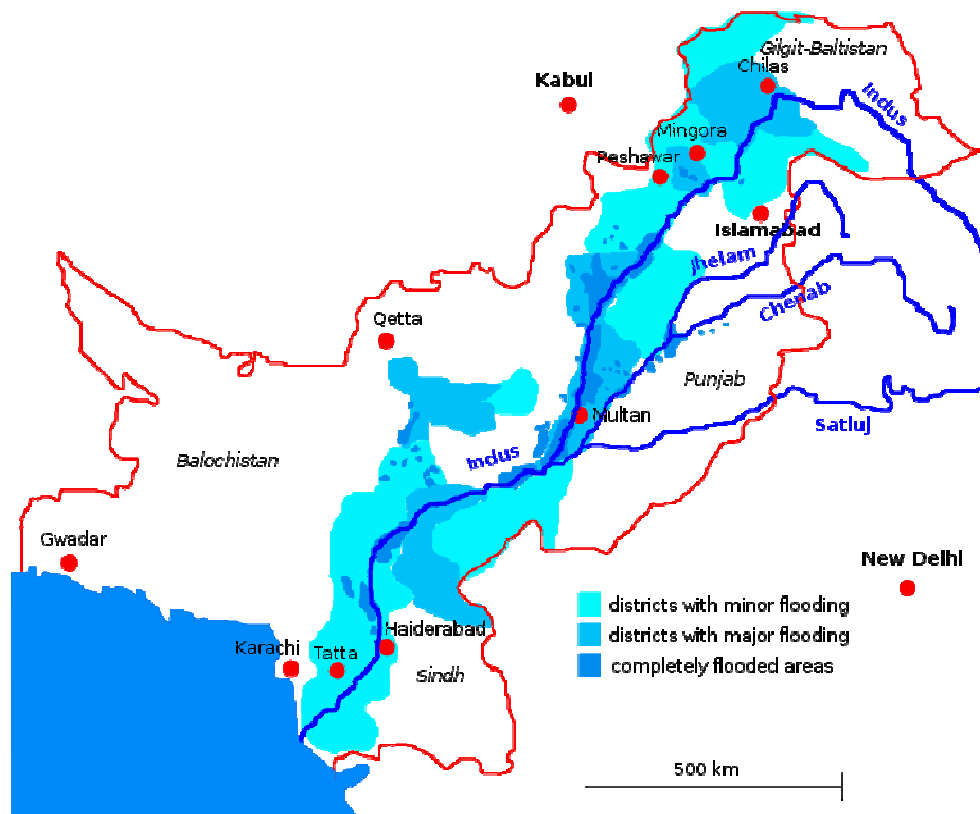 Gilgit-Baltistan
Chilas
Kabul
Indus
Mingora
Peshawar
Islamabad
Jhelam
Chenab
Qetta
Punjab
Multan
Satluj
Indus
Balochistan
Gwadar
New Delhi
districts with minor flooding
districts with major flooding
completely flooded areas
Haiderabad
Karachi
Tatta
Sindh
500 km